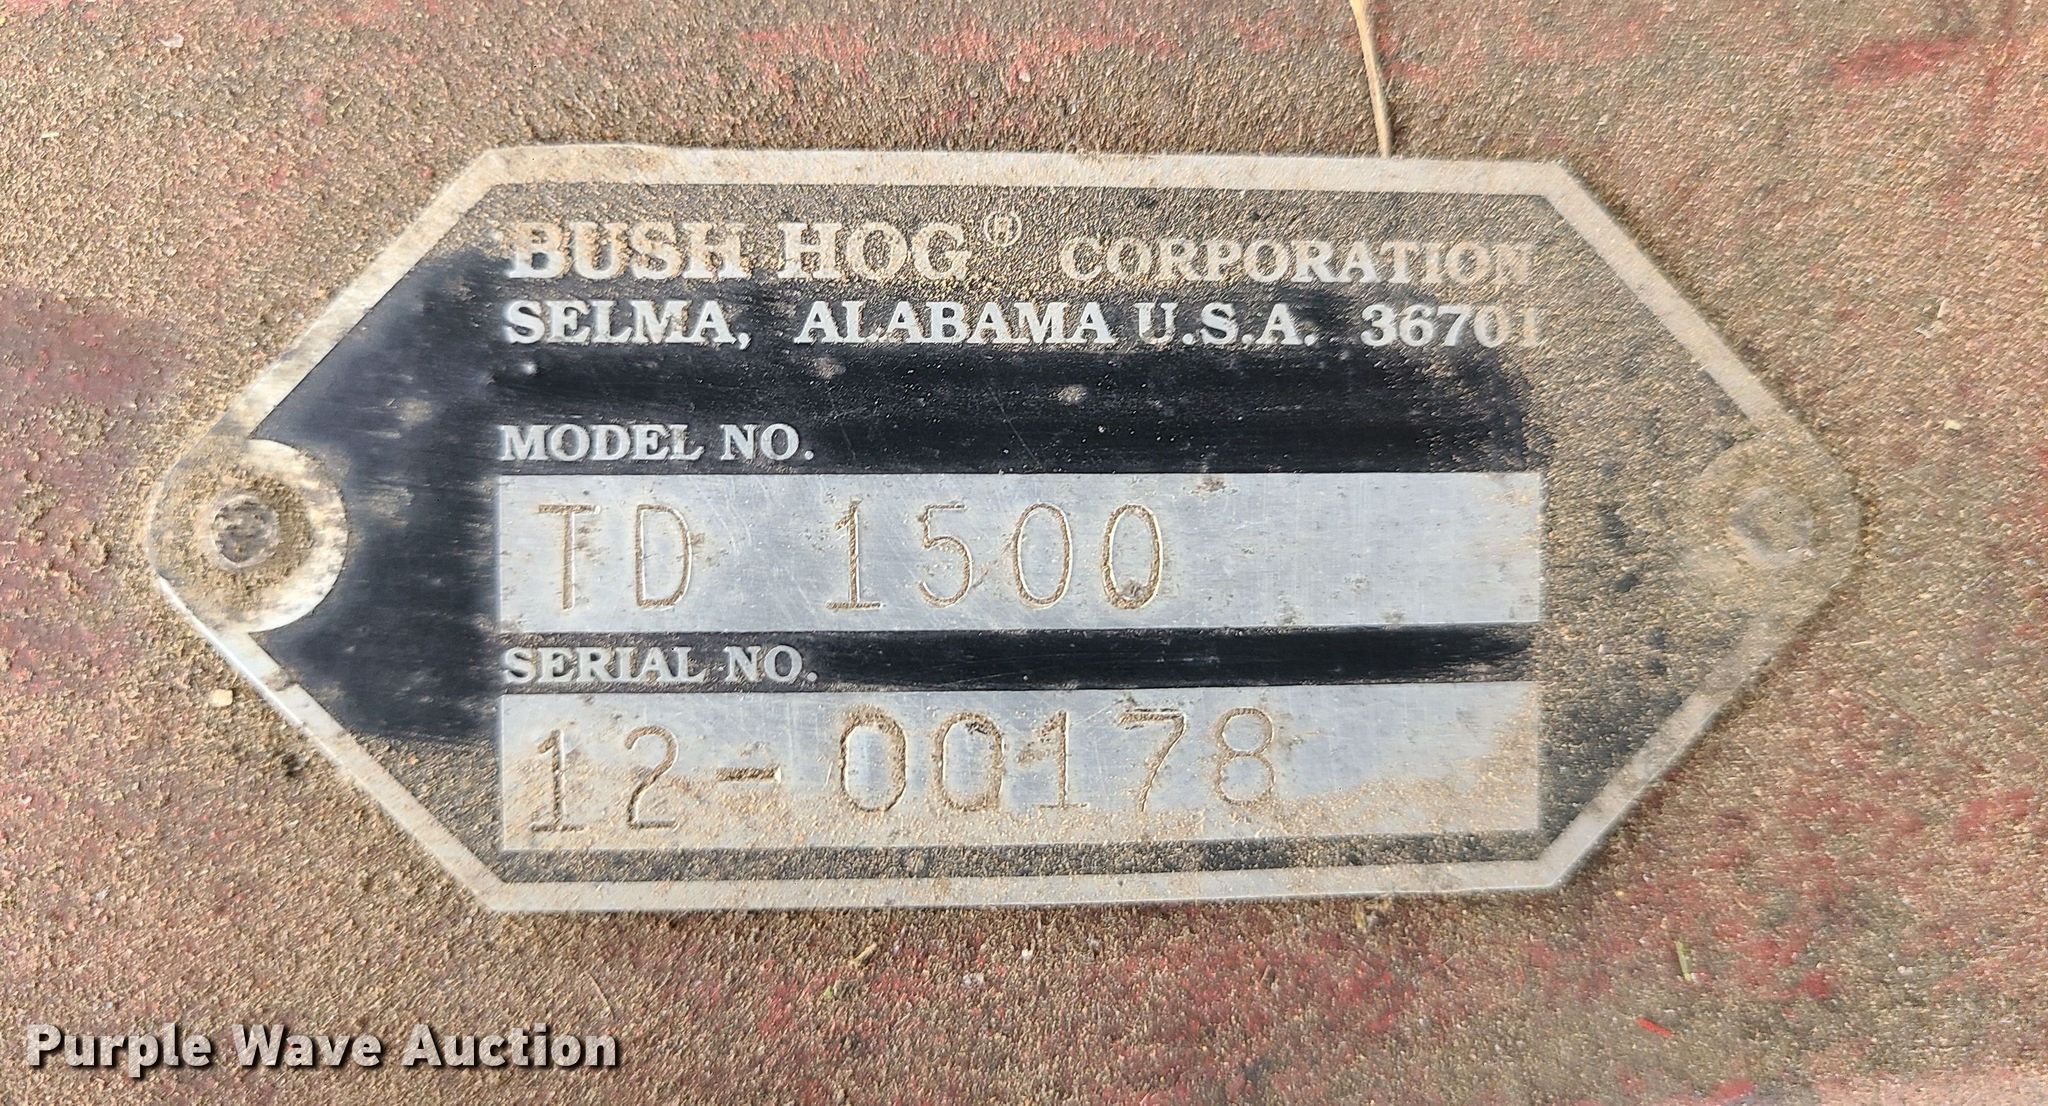 BUSH HOG® CORPORATION
SELMA, ALABAMA U.S.A. 36701
MODEL NO.
TD 1500
SERIAL NO.
12-00178
Purple Wave Auction